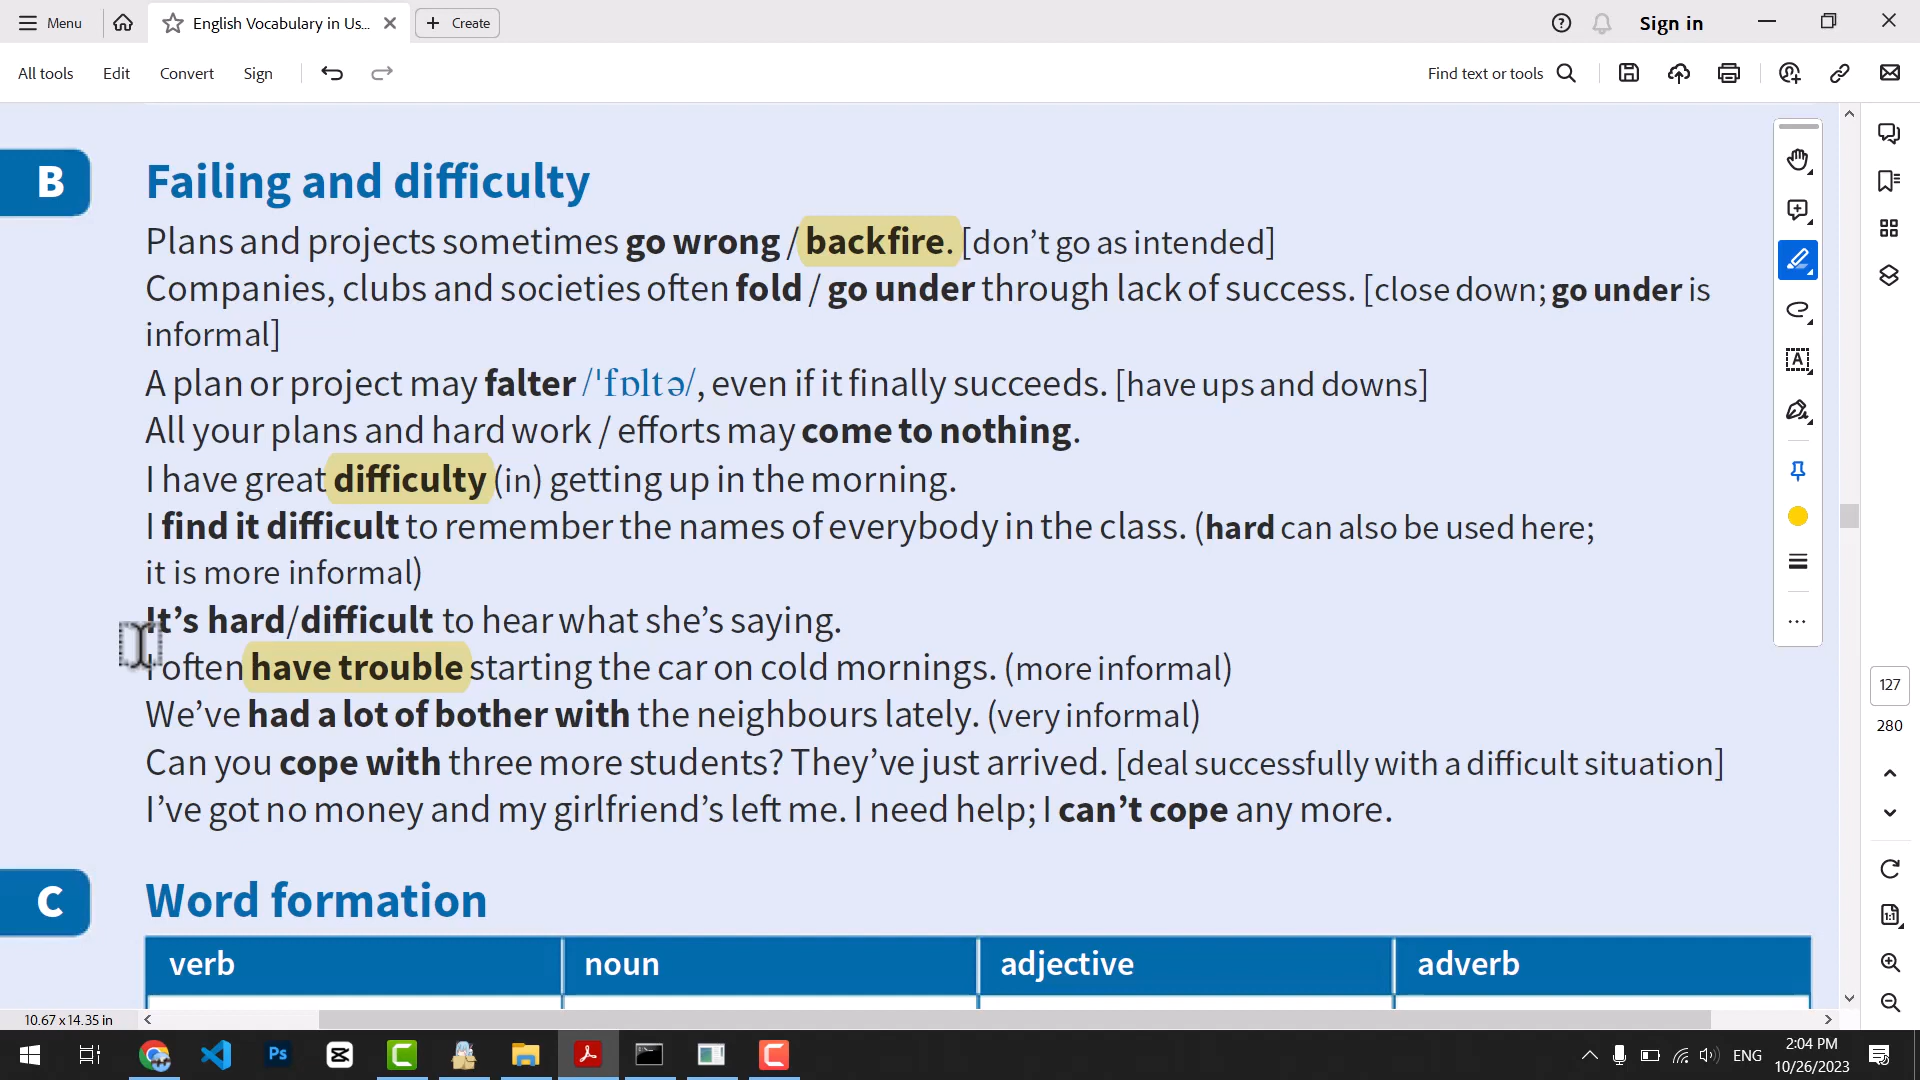 Menu
English Vocabulary in Us...
Create
Sign in
All tools
Edit
Convert
Sign
Find text or tools
B
Failing and difficulty
Plans and projects sometimes go wrong / backfire. [don't go as intended]
Companies, clubs and societies often fold / go under through lack of success. [close down; go under is
informal]
A plan or project may falter /ˈfɒltə/, even if it finally succeeds. [have ups and downs]
All your plans and hard work / efforts may come to nothing.
I have great difficulty (in) getting up in the morning.
I find it difficult to remember the names of everybody in the class. (hard can also be used here;
it is more informal)
It's hard/difficult to hear what she's saying.
I often have trouble starting the car on cold mornings. (more informal)
We've had a lot of bother with the neighbours lately. (very informal)
Can you cope with three more students? They've just arrived. [deal successfully with a difficult situation]
I've got no money and my girlfriend's left me. I need help; I can't cope any more.
C
Word formation
verb
noun
adjective
adverb
127
280
10.67 x 14.35 in
Ps
ENG
2:04 PM
10/26/2023